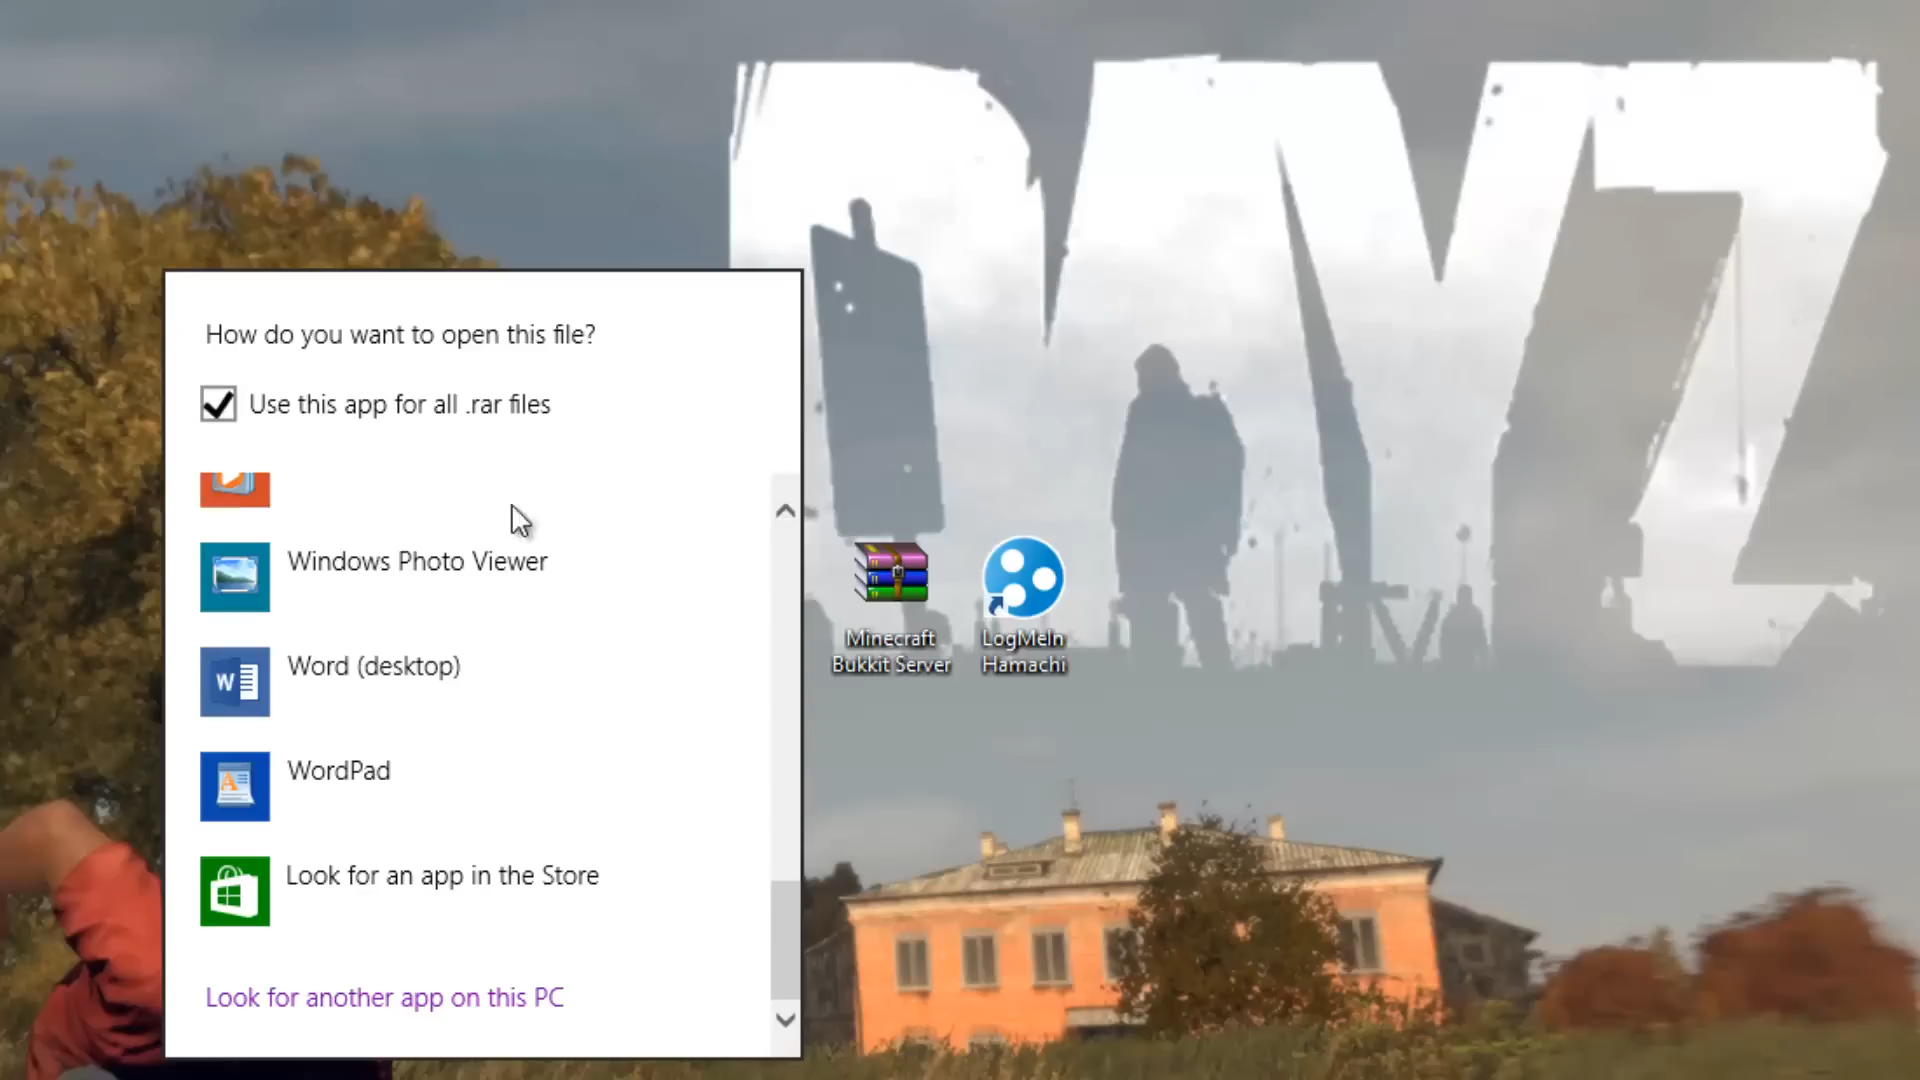 DAYZ
How do you want to open this file?
Use this app for all .rar files
Windows Photo Viewer
W
Word (desktop)
A
WordPad
Look for an app in the Store
Look for another app on this PC
Minecraft
Bukkit Server
LogMeIn
Hamachi